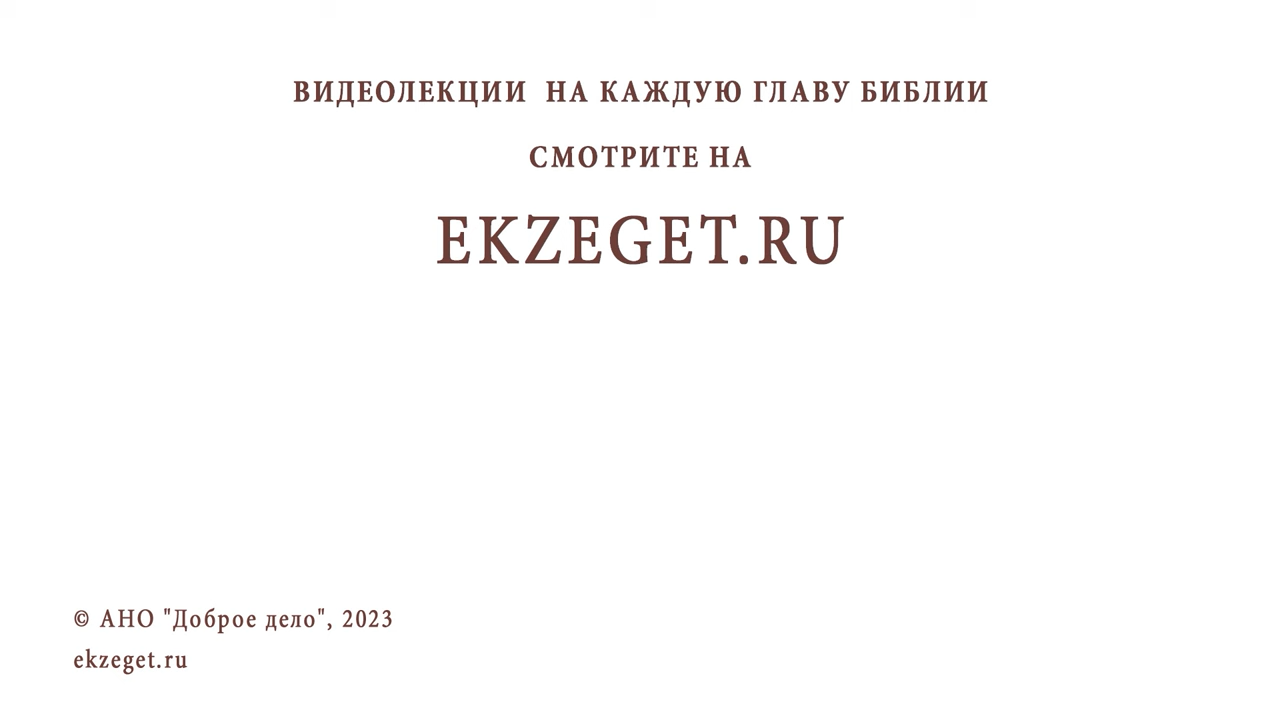 ВИДЕОЛЕКЦИИ НА КАЖДУЮ ГЛАВУ БИБЛИИ
СМОТРИТЕ НА
EKZEGET.RU
© АНО "Доброе дело", 2023
ekzeget.ru